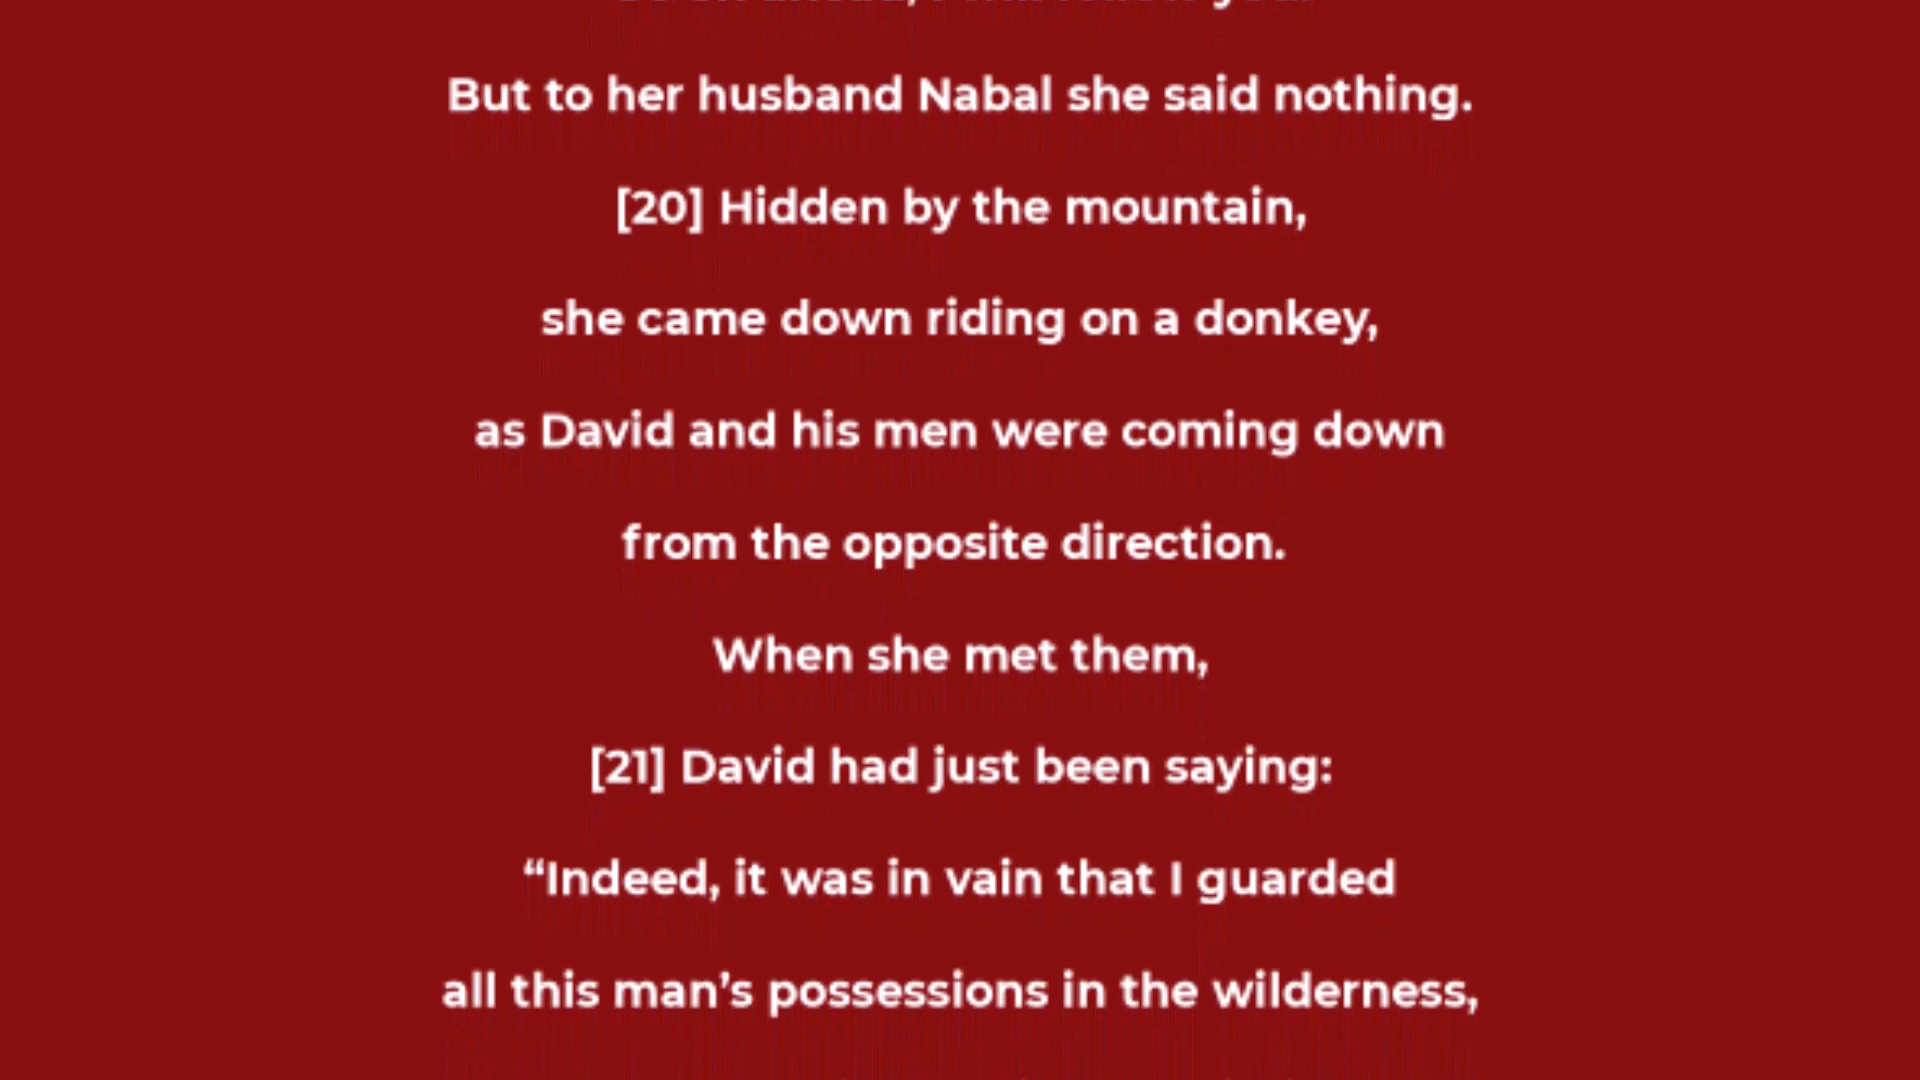 But to her husband Nabal she said nothing.
[20] Hidden by the mountain,
she came down riding on a donkey,
as David and his men were coming down
from the opposite direction.
When she met them,
[21] David had just been saying:
“Indeed, it was in vain that I guarded
all this man’s possessions in the wilderness,